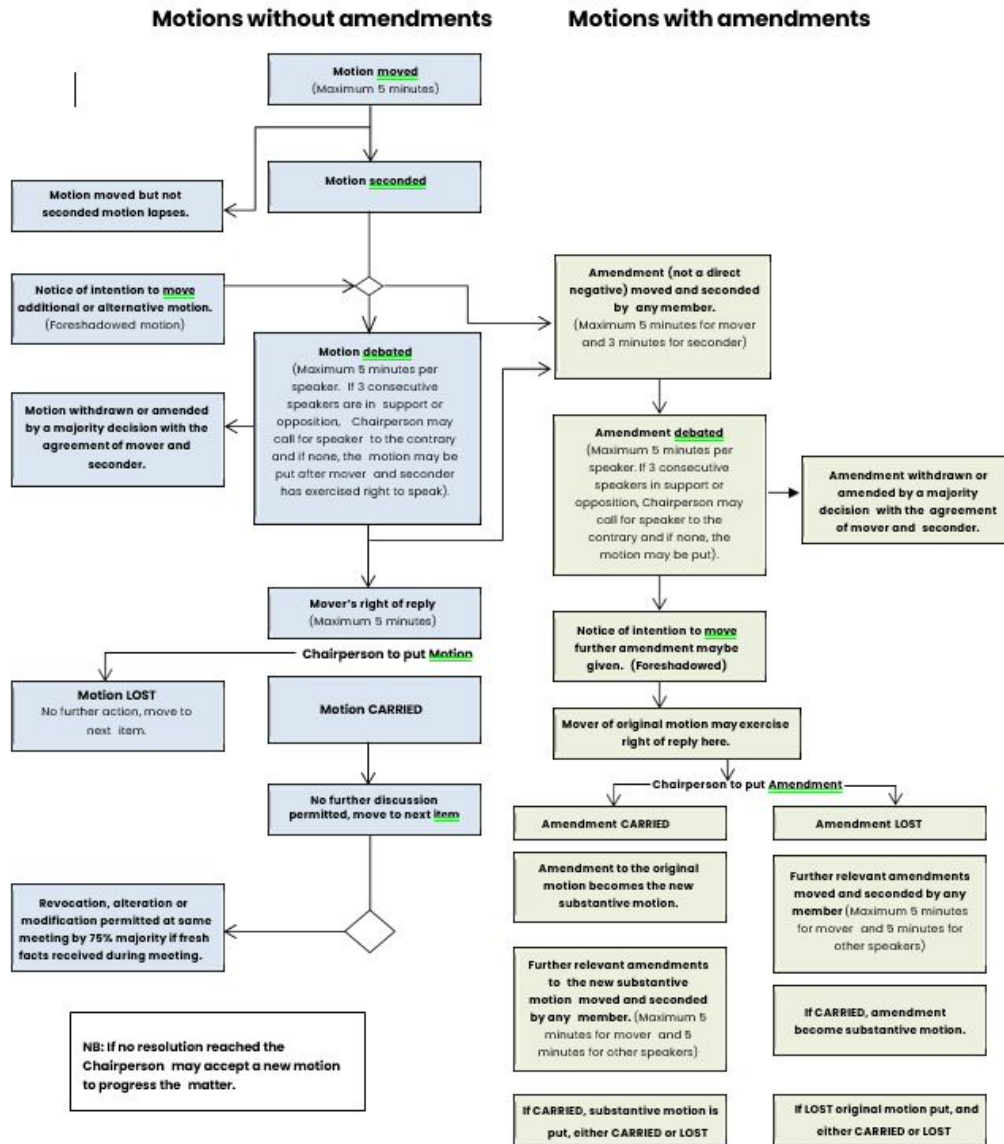 Motions without amendments
Motions with amendments
Motion moved
(Maximum 5 minutes)
Motion seconded
Motion moved but not
seconded motion lapses.
Notice of intention to move
additional or alternative motion.
(Foreshadowed motion)
Motion debated
(Maximum 5 minutes per
speaker. If 3 consecutive
speakers are in support or
opposition, Chairperson may
call for speaker to the contrary
and if none, the motion may be
put after mover and seconder
has exercised right to speak).
Motion withdrawn or amended
by a majority decision with the
agreement of mover and
seconder.
Mover's right of reply
(Maximum 5 minutes)
Chairperson to put Motion
Motion LOST
No further action, move to
next item.
Motion CARRIED
No further discussion
permitted, move to next item
Revocation, alteration or
modification permitted at same
meeting by 75% majority if fresh
facts received during meeting.
NB: If no resolution reached the
Chairperson may accept a new motion
to progress the matter.
Amendment (not a direct
negative) moved and seconded
by any member.
(Maximum 5 minutes for mover
and 3 minutes for seconder)
Amendment debated
(Maximum 5 minutes per
speaker. If 3 consecutive
speakers in support or
opposition, Chairperson may
call for speaker to the
contrary and if none, the
motion may be put).
Amendment withdrawn or
amended by a majority
decision with the agreement
of mover and seconder.
Notice of intention to move
further amendment maybe
given. (Foreshadowed)
Mover of original motion may exercise
right of reply here.
Chairperson to put Amendment
Amendment CARRIED
Amendment to the original
motion becomes the new
substantive motion.
Further relevant amendments
to the new substantive
motion moved and seconded
by any member. (Maximum 5
minutes for mover and 5
minutes for other speakers)
If CARRIED, substantive motion is
put, either CARRIED or LOST
Amendment LOST
Further relevant amendments
moved and seconded by any
member (Maximum 5 minutes
for mover and 5 minutes for
other speakers)
If CARRIED, amendment
become substantive motion.
If LOST original motion put, and
either CARRIED or LOST